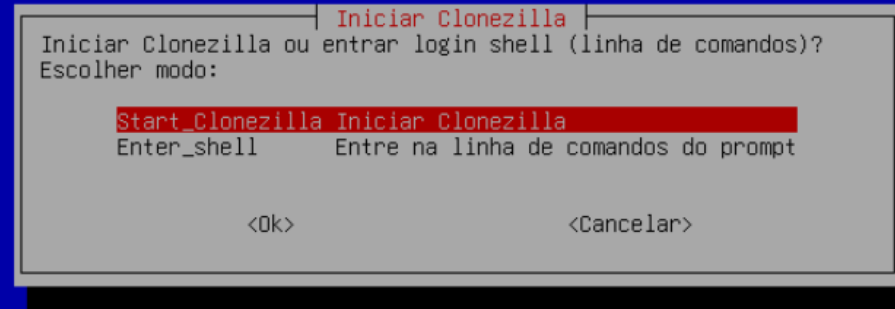 Iniciar Clonezilla
Iniciar Clonezilla ou entrar login shell (linha de comandos)?
Escolher modo:
Start_Clonezilla Iniciar Clonezilla
Enter_shell Entre na linha de comandos do prompt
<Ok> <Cancelar>